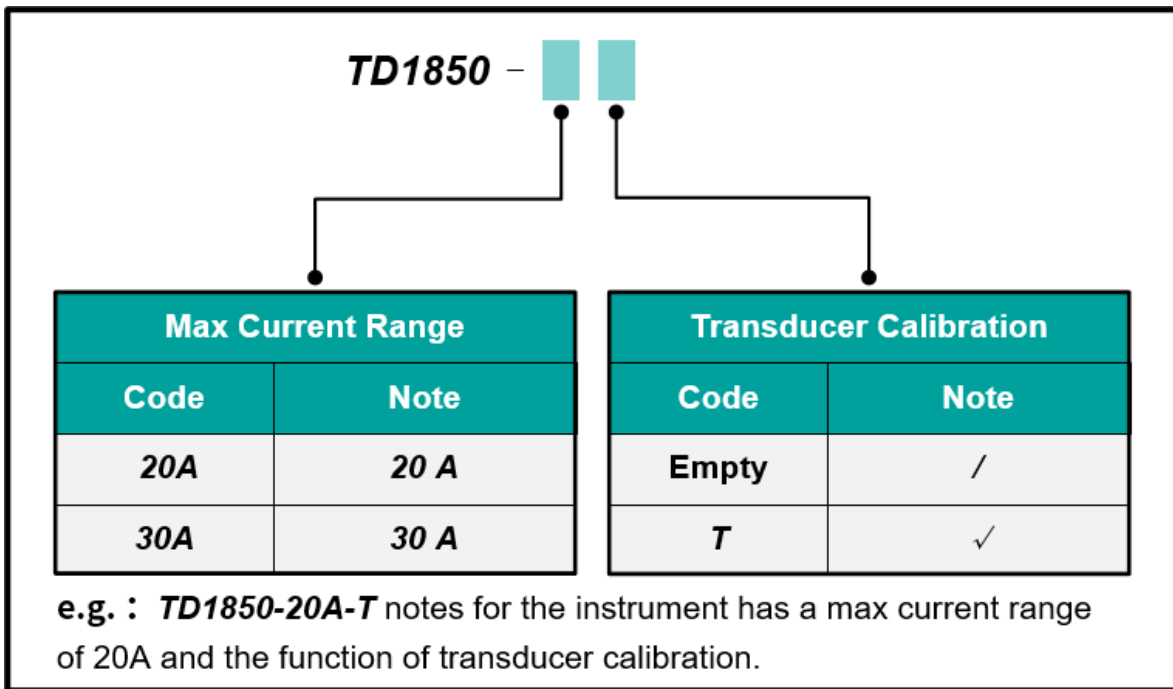 TD1850 –
Max Current Range
Code Note
20A 20 A
30A 30 A
Transducer Calibration
Code Note
Empty /
T √
e.g.： TD1850-20A-T notes for the instrument has a max current range
of 20A and the function of transducer calibration.